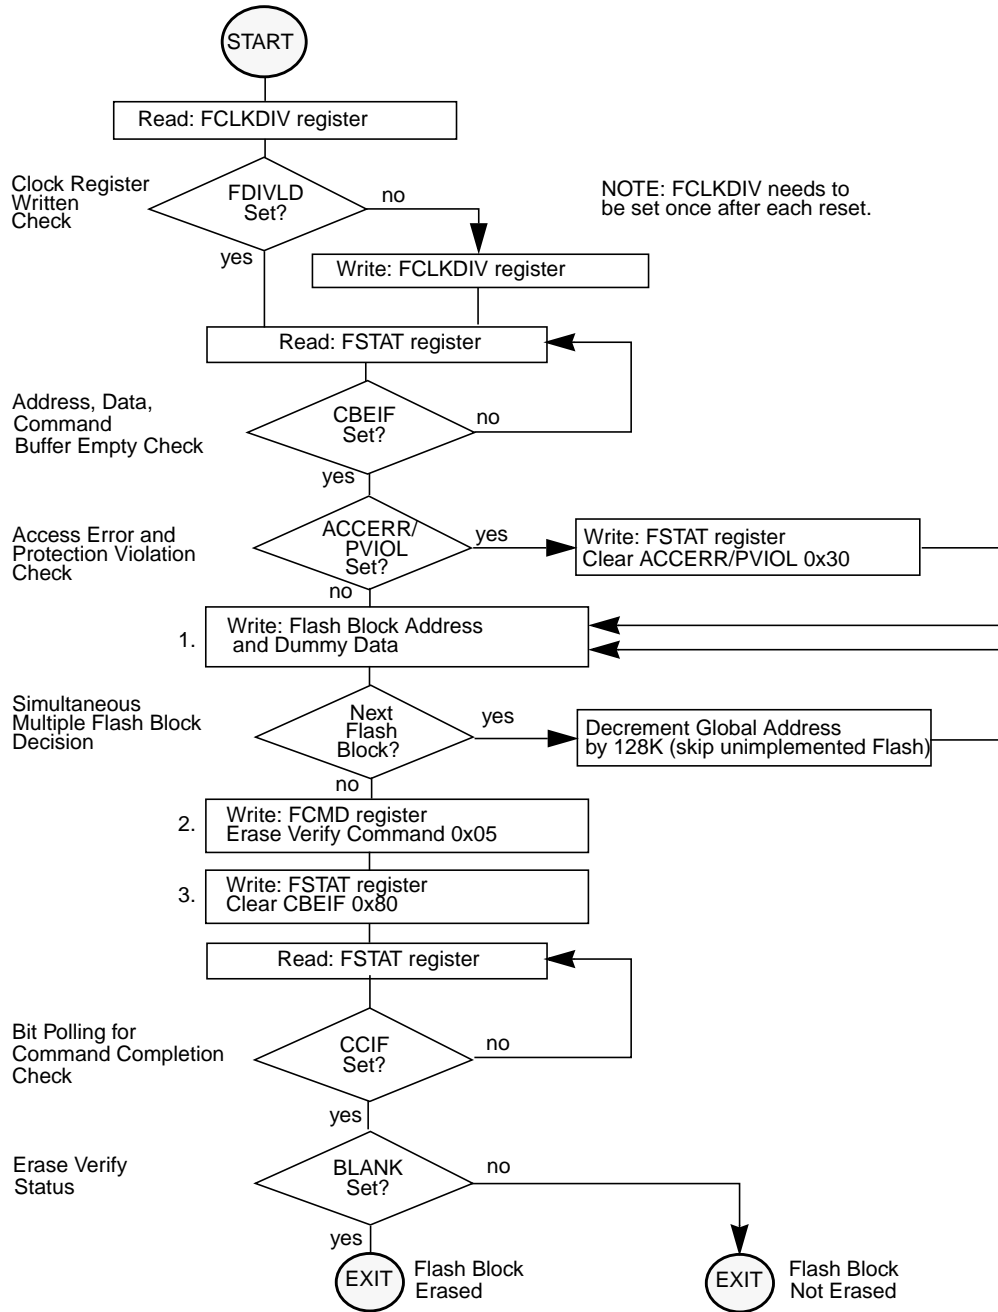 START
Read: FCLKDIV register
Clock Register
Written
Check
FDIVLD
Set?
no
yes
NOTE: FCLKDIV needs to
be set once after each reset.
Write: FCLKDIV register
Read: FSTAT register
Address, Data,
Command
Buffer Empty Check
CBEIF
Set?
no
yes
Access Error and
Protection Violation
Check
ACCERR/
PVIOL
Set?
yes
no
Write: FSTAT register
Clear ACCERR/PVIOL 0x30
1.
Write: Flash Block Address
and Dummy Data
Simultaneous
Multiple Flash Block
Decision
Next
Flash
Block?
yes
no
Decrement Global Address
by 128K (skip unimplemented Flash)
2.
Write: FCMD register
Erase Verify Command 0x05
3.
Write: FSTAT register
Clear CBEIF 0x80
Read: FSTAT register
Bit Polling for
Command Completion
Check
CCIF
Set?
no
yes
Erase Verify
Status
BLANK
Set?
no
yes
EXIT
Flash Block
Erased
EXIT
Flash Block
Not Erased